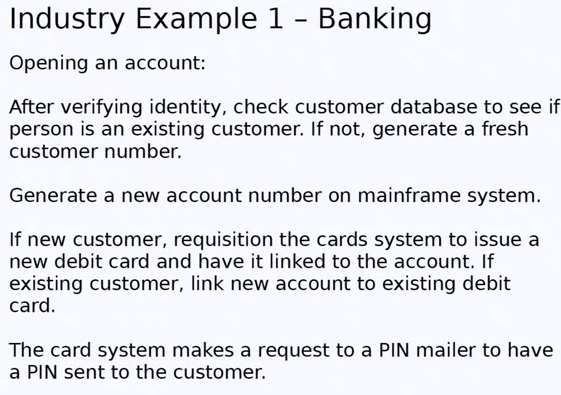 Industry Example 1 – Banking
Opening an account:
After verifying identity, check customer database to see if
person is an existing customer. If not, generate a fresh
customer number.
Generate a new account number on mainframe system.
If new customer, requisition the cards system to issue a
new debit card and have it linked to the account. If
existing customer, link new account to existing debit
card.
The card system makes a request to a PIN mailer to have
a PIN sent to the customer.